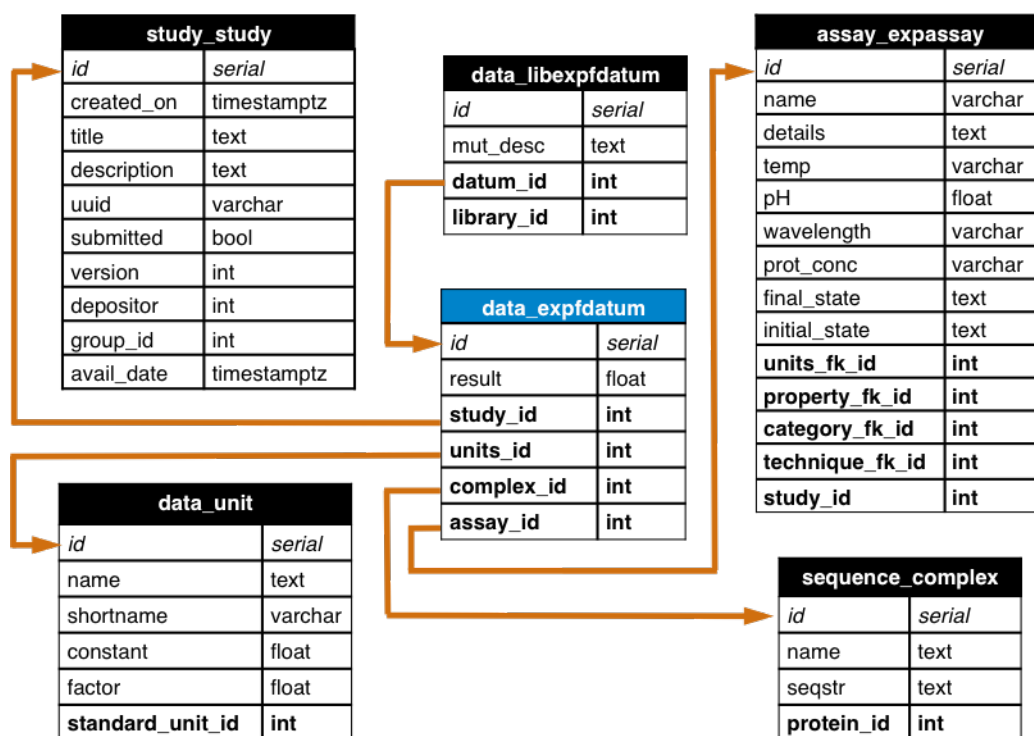 study_study
id serial
created_on timestamptz
title text
description text
uuid varchar
submitted bool
version int
depositor int
group_id int
avail_date timestamptz
data_libexpfdatum
id serial
mut_desc text
datum_id int
library_id int
assay_expassay
id serial
name varchar
details text
temp varchar
pH float
wavelength varchar
prot_conc varchar
final_state text
initial_state text
units_fk_id int
property_fk_id int
category_fk_id int
technique_fk_id int
study_id int
data_expfdatum
id serial
result float
study_id int
units_id int
complex_id int
assay_id int
data_unit
id serial
name text
shortname varchar
constant float
factor float
standard_unit_id int
sequence_complex
id serial
name text
seqstr text
protein_id int